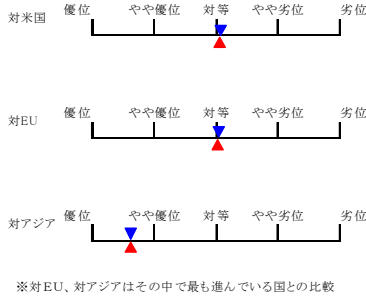 優位 やや優位 対等 やや劣位 劣位
対米国
優位 やや優位 対等 やや劣位 劣位
対EU
優位 やや優位 対等 やや劣位 劣位
対アジア
※対EU、対アジアはその中で最も進んでいる国との比較